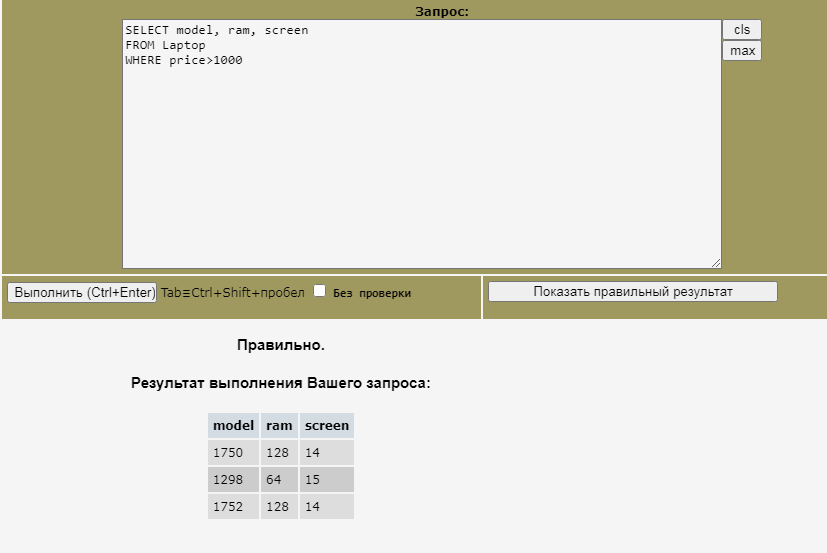 Запрос:
SELECT model, ram, screen
FROM Laptop
WHERE price>1000
cls
max
Выполнить (Ctrl+Enter) Tab≡Ctrl+Shift+пробел Без проверки
Показать правильный результат
Правильно.
Результат выполнения Вашего запроса:
model ram screen
1750 128 14
1298 64 15
1752 128 14